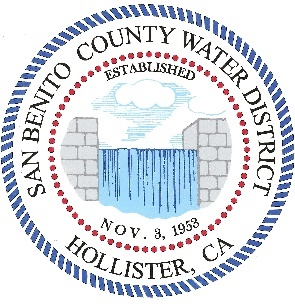 SAN BENITO COUNTY WATER DISTRICT
ESTABLISHED
NOV. 3, 1953
HOLLISTER, CA